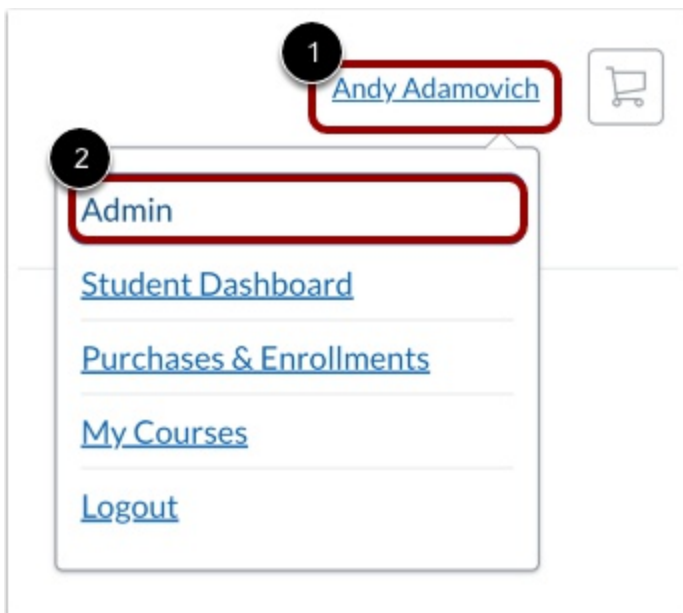 1
Andy Adamovich
2
Admin
Student Dashboard
Purchases & Enrollments
My Courses
Logout